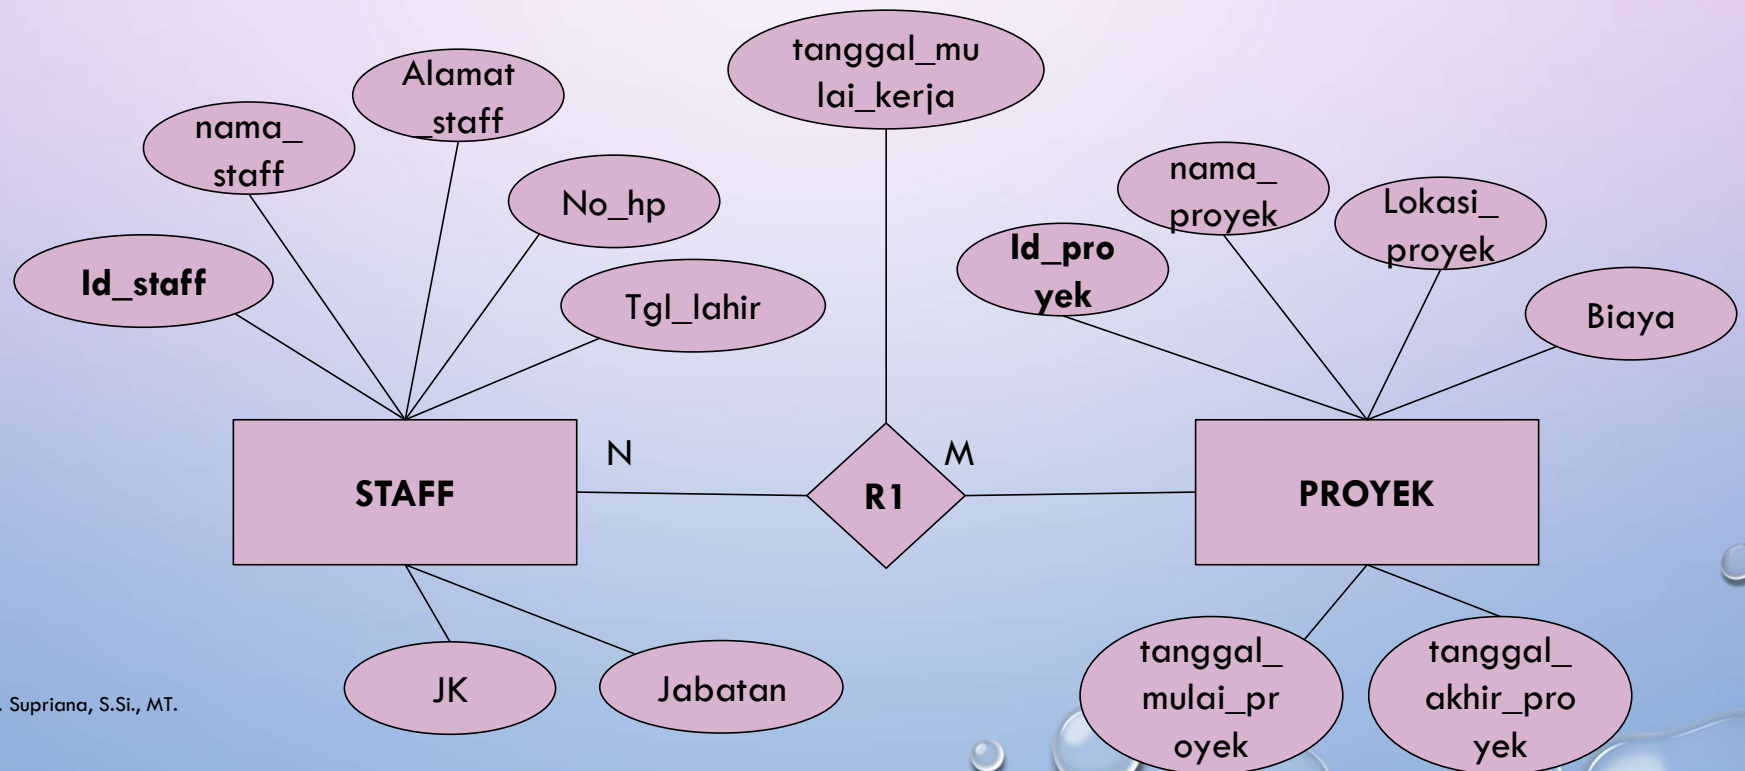 tanggal_mu
lai_kerja
Alamat
_staff
nama_
staff
No_hp
Id_staff
Tgl_lahir
nama_
proyek
Lokasi_
proyek
Id_pro
yek
Biaya
N
M
STAFF
R1
PROYEK
JK
Jabatan
tanggal_
mulai_pr
oyek
tanggal_
akhir_pro
yek
. Supriana, S.Si., MT.